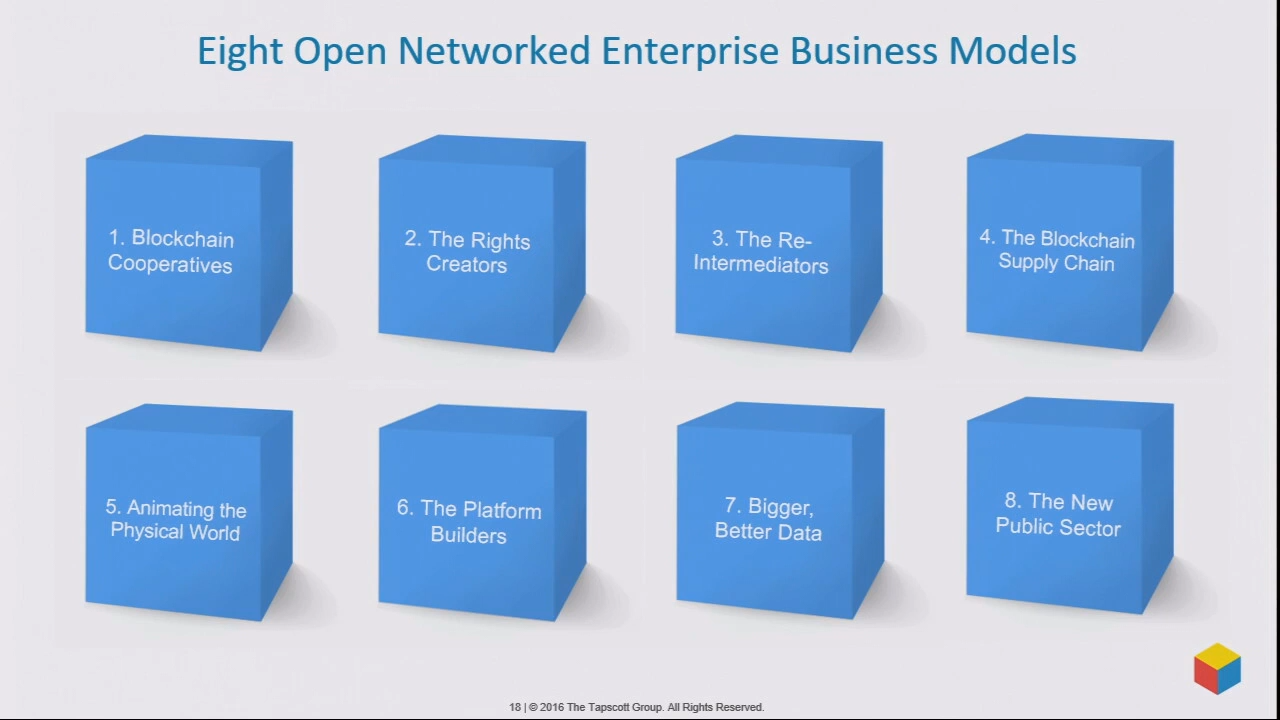 Eight Open Networked Enterprise Business Models
1. Blockchain
Cooperatives
2. The Rights
Creators
3. The Re-
Intermediators
4. The Blockchain
Supply Chain
5. Animating the
Physical World
6. The Platform
Builders
7. Bigger,
Better Data
8. The New
Public Sector
18 | © 2016 The Tapscott Group. All Rights Reserved.